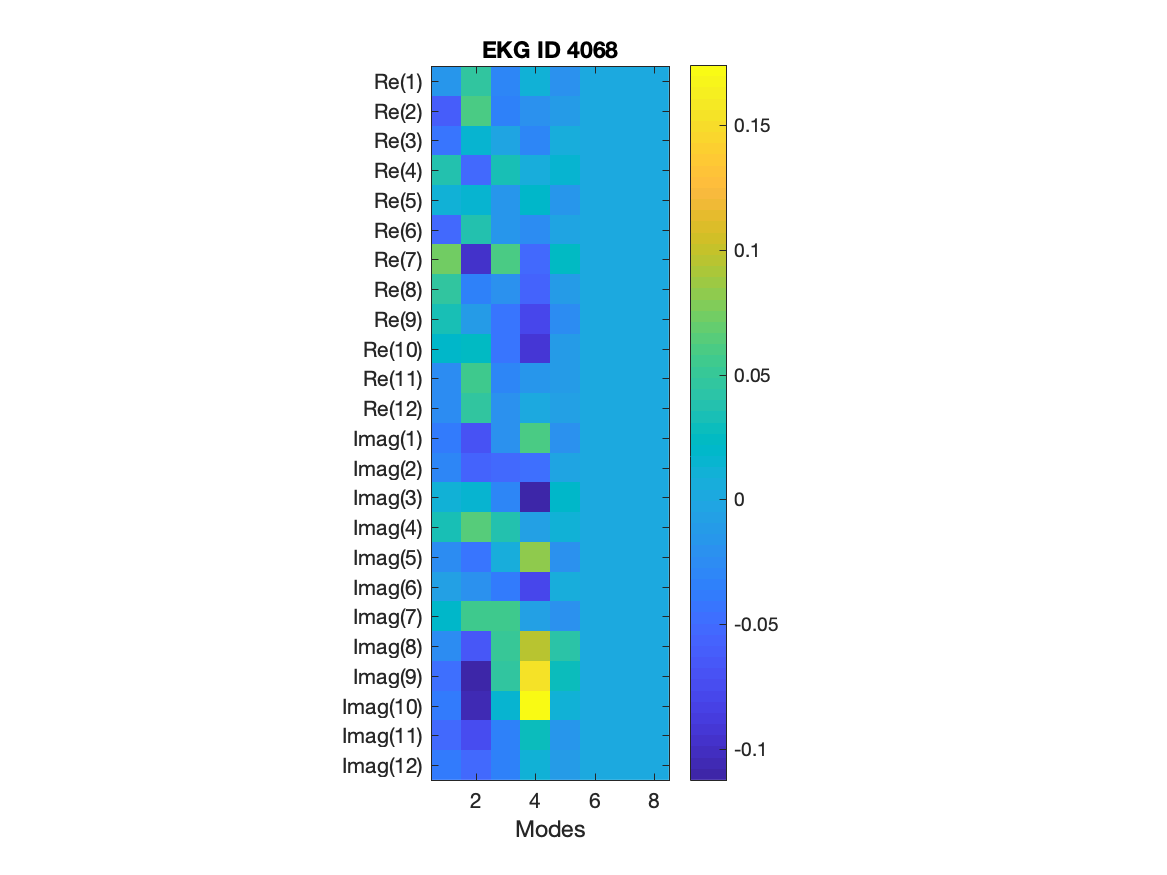 EKG ID 4068
Re(1)
Re(2)
Re(3)
Re(4)
Re(5)
Re(6)
Re(7)
Re(8)
Re(9)
Re(10)
Re(11)
Re(12)
Imag(1)
Imag(2)
Imag(3)
Imag(4)
Imag(5)
Imag(6)
Imag(7)
Imag(8)
Imag(9)
Imag(10)
Imag(11)
Imag(12)
2 4 6 8
Modes
0.15
0.1
0.05
0
-0.05
-0.1